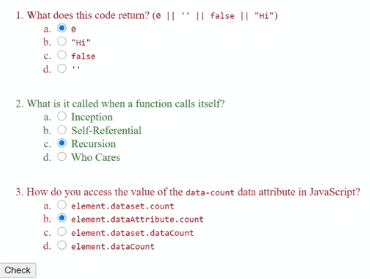 1. What does this code return? (0 || '' || false || "Hi")
a. 0
b. "Hi"
c. false
d. ''
2. What is it called when a function calls itself?
a. Inception
b. Self-Referential
c. Recursion
d. Who Cares
3. How do you access the value of the data-count data attribute in JavaScript?
a. element.dataset.count
b. element.dataAttribute.count
c. element.dataset.dataCount
d. element.dataCount
Check